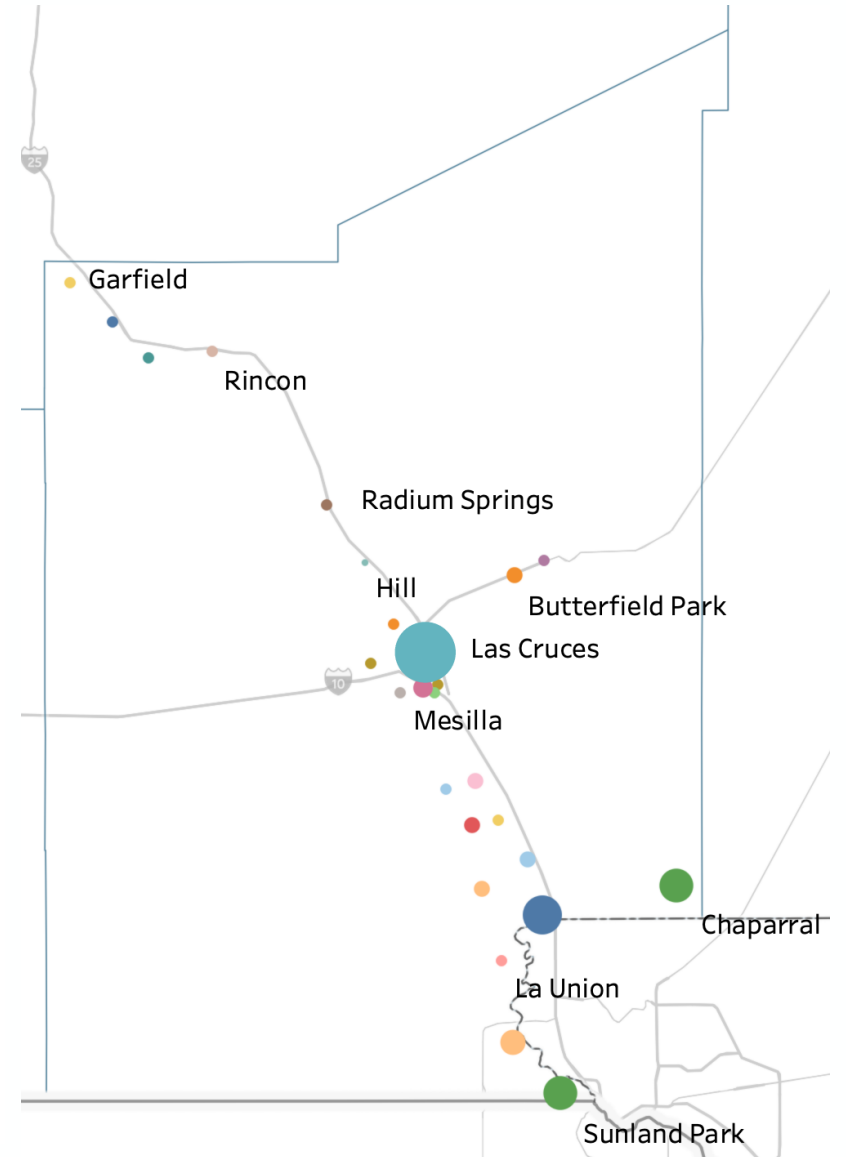 25
Garfield
Rincon
Radium Springs
Hill
Butterfield Park
Las Cruces
10
Mesilla
Chaparral
La Union
Sunland Park